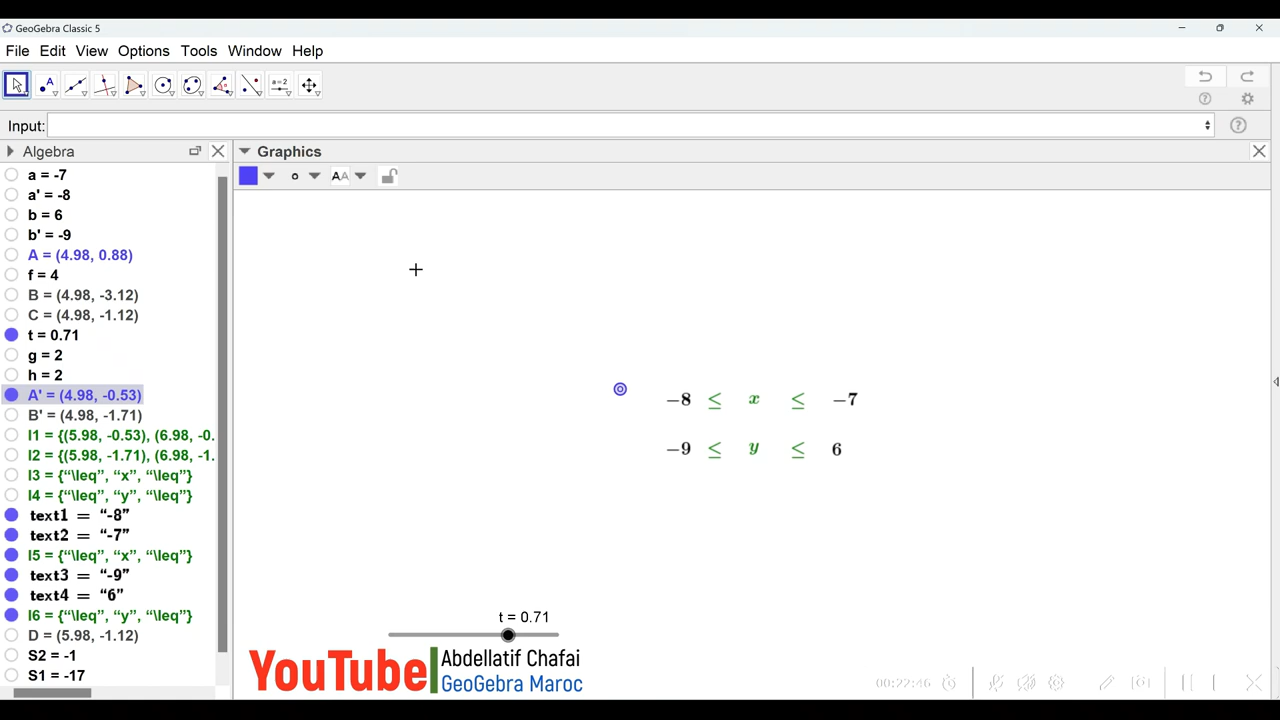 GeoGebra Classic 5
File Edit View Options Tools Window Help
Input:
Algebra
Graphics
a = -7
a' = -8
b = 6
b' = -9
A = (4.98, 0.88)
f = 4
B = (4.98, -3.12)
C = (4.98, -1.12)
t = 0.71
g = 2
h = 2
A' = (4.98, -0.53)
B' = (4.98, -1.71)
l1 = {(5.98, -0.53), (6.98, -0.
l2 = {(5.98, -1.71), (6.98, -1.
l3 = {“\leq”, “x”, “\leq”}
l4 = {“\leq”, “y”, “\leq”}
text1 = “-8”
text2 = “-7”
l5 = {“\leq”, “x”, “\leq”}
text3 = “-9”
text4 = “6”
l6 = {“\leq”, “y”, “\leq”}
D = (5.98, -1.12)
S2 = -1
S1 = -17
−8 ≤ x ≤ −7
−9 ≤ y ≤ 6
t = 0.71
YouTube
Abdellatif Chafai
GeoGebra Maroc
00:22:46